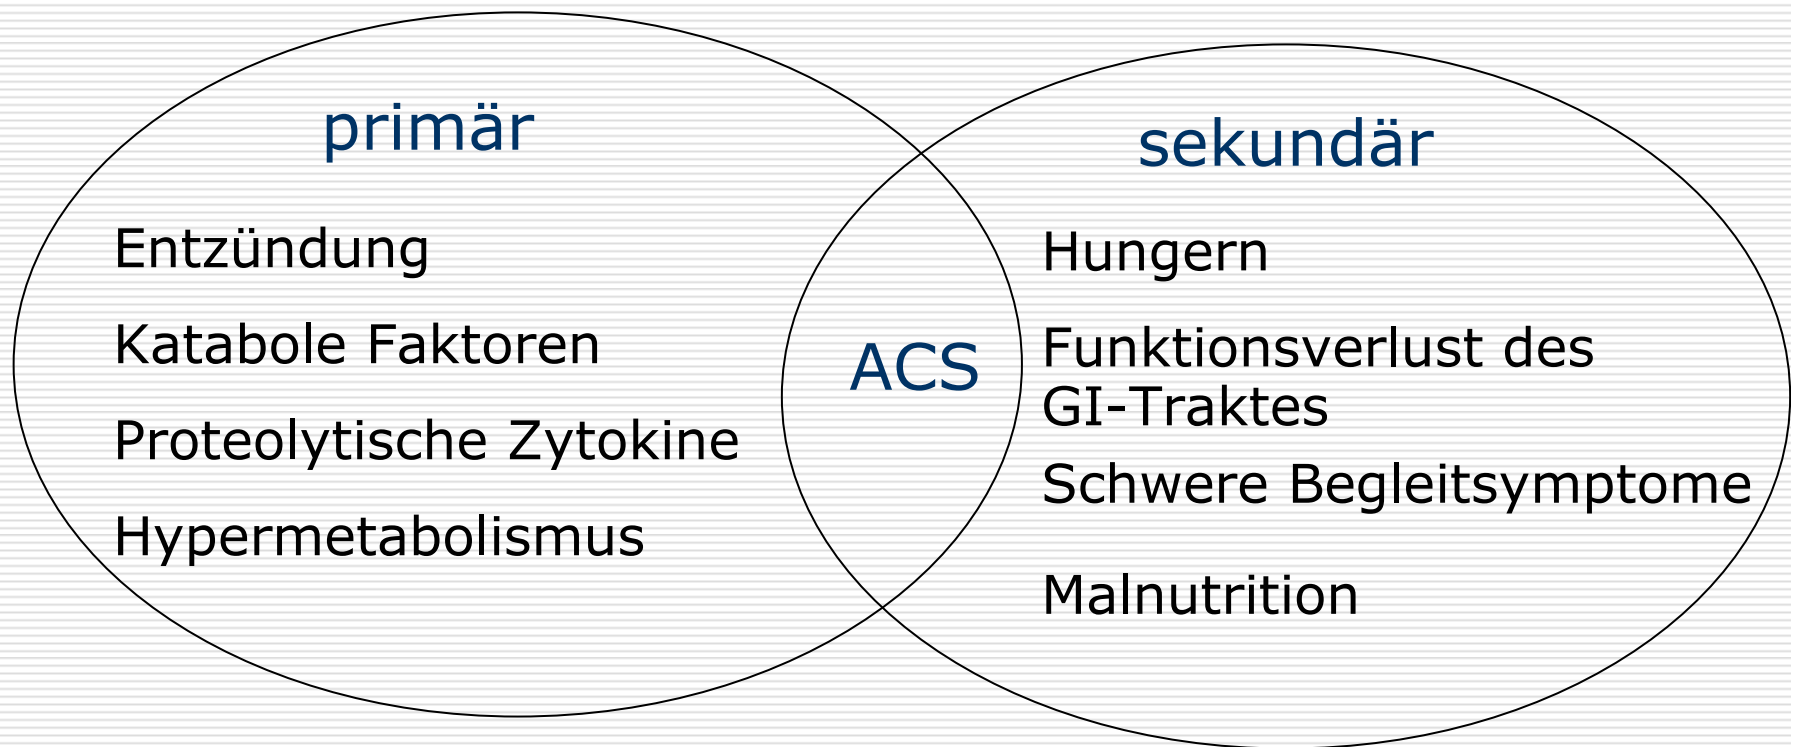 primär
Entzündung
Katabole Faktoren
Proteolytische Zytokine
Hypermetabolismus
ACS
sekundär
Hungern
Funktionsverlust des
GI-Traktes
Schwere Begleitsymptome
Malnutrition